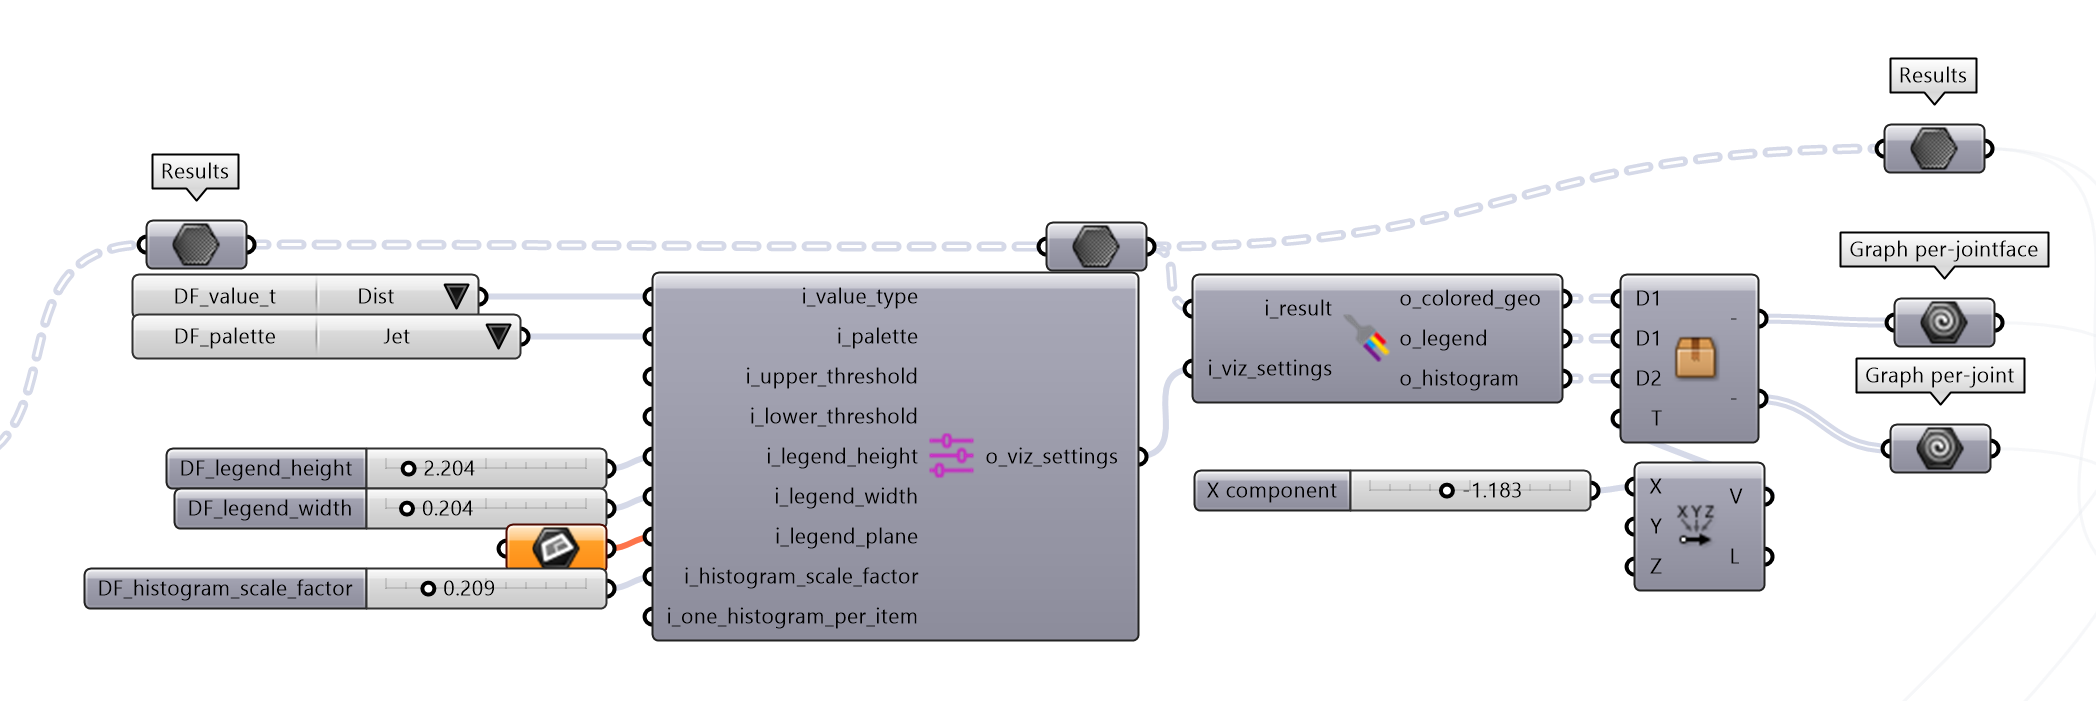 Results
Results
DF_value_t Dist
DF_palette Jet
DF_legend_height 2.204
DF_legend_width 0.204
DF_histogram_scale_factor 0.209
i_value_type
i_palette
i_upper_threshold
i_lower_threshold
i_legend_height
i_legend_width
i_legend_plane
i_histogram_scale_factor
i_one_histogram_per_item
o_viz_settings
i_result
i_viz_settings
o_colored_geo
o_legend
o_histogram
X component -1.183
D1
D1
D2
T
-
-
X
Y
Z
XYZ
V
L
Graph per-jointface
Graph per-joint